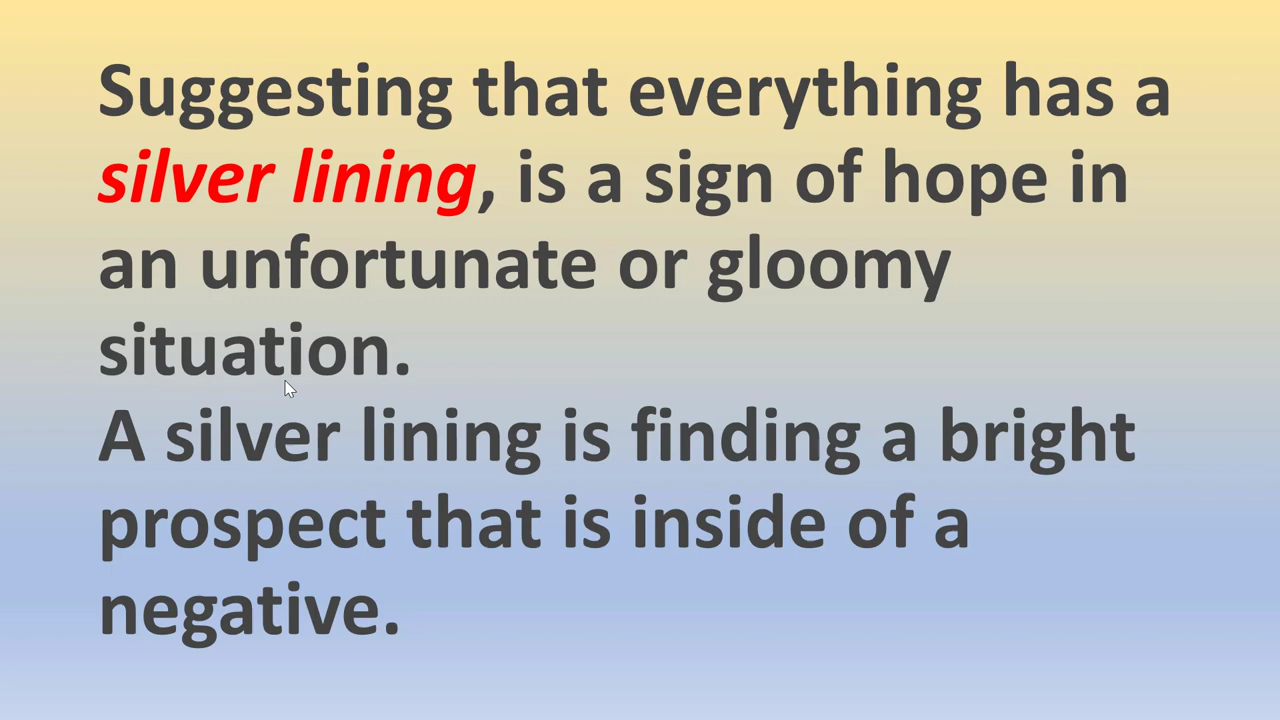 Suggesting that everything has a
silver lining, is a sign of hope in
an unfortunate or gloomy
situation.
A silver lining is finding a bright
prospect that is inside of a
negative.